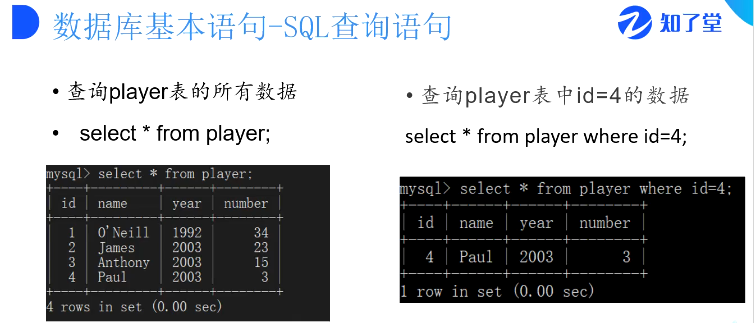 数据库基本语句-SQL查询语句
知了堂
• 查询player表的所有数据
• select * from player;
mysql> select * from player;
+----+---------+------+--------+
| id | name | year | number |
+----+---------+------+--------+
| 1 | O'Neill | 1992 | 34 |
| 2 | James | 2003 | 23 |
| 3 | Anthony | 2003 | 15 |
| 4 | Paul | 2003 | 3 |
+----+---------+------+--------+
4 rows in set (0.00 sec)
• 查询player表中id=4的数据
select * from player where id=4;
mysql> select * from player where id=4;
+----+------+------+--------+
| id | name | year | number |
+----+------+------+--------+
| 4 | Paul | 2003 | 3 |
+----+------+------+--------+
1 row in set (0.00 sec)